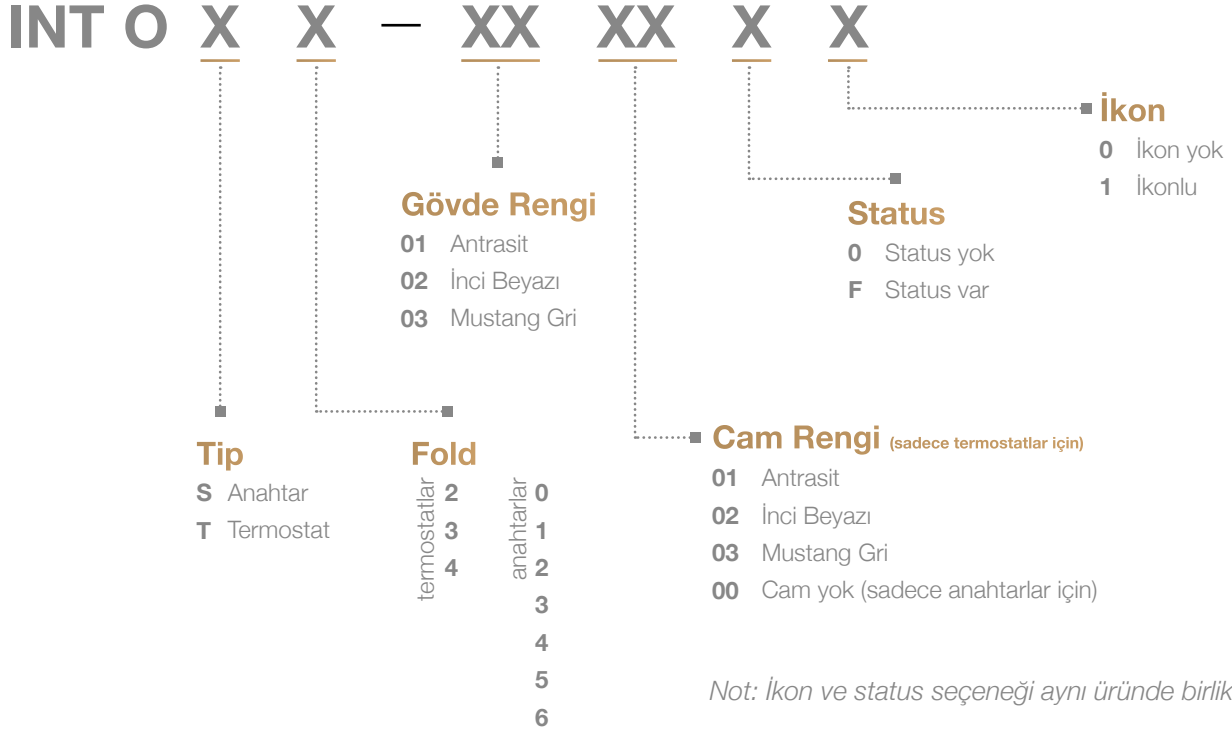 INT O X X — XX XX X X
İkon
0 İkon yok
1 İkonlu
Status
0 Status yok
F Status var
Gövde Rengi
01 Antrasit
02 İnci Beyazı
03 Mustang Gri
Tip
S Anahtar
T Termostat
Fold
termostatlar
2
3
4
anahtarlar
0
1
2
3
4
5
6
Cam Rengi (sadece termostatlar için)
01 Antrasit
02 İnci Beyazı
03 Mustang Gri
00 Cam yok (sadece anahtarlar için)
Not: İkon ve status seçeneği aynı üründe